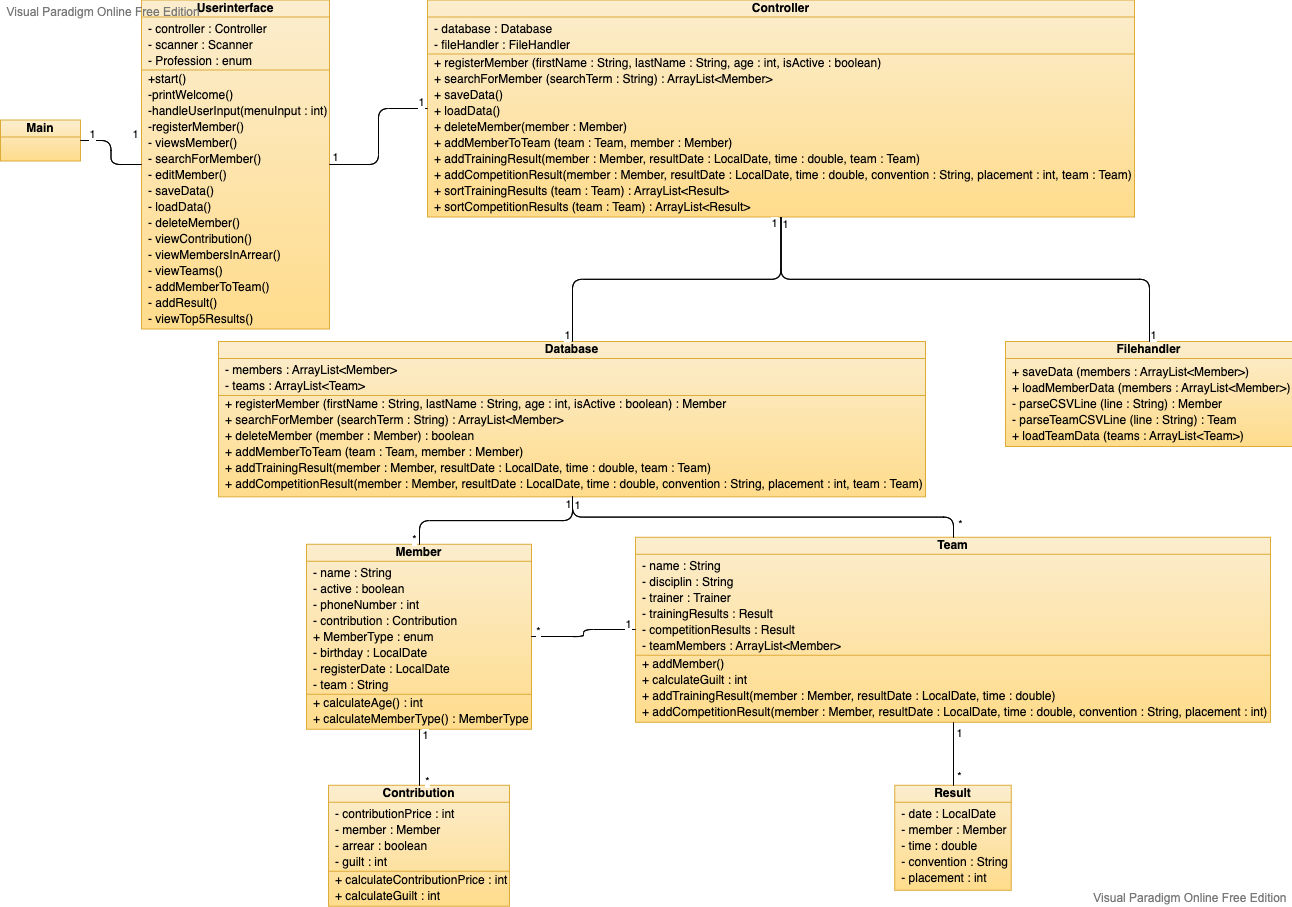 Visual Paradigm Online Free Edition
Userinterface
- controller : Controller
- scanner : Scanner
- Profession : enum
+start()
-printWelcome()
-handleUserInput(menuInput : int)
-registerMember()
- viewsMember()
- searchForMember()
- editMember()
- saveData()
- loadData()
- deleteMember()
- viewContribution()
- viewMembersInArrear()
- viewTeams()
- addMemberToTeam()
- addResult()
- viewTop5Results()
Controller
- database : Database
- fileHandler : FileHandler
+ registerMember (firstName : String, lastName : String, age : int, isActive : boolean)
+ searchForMember (searchTerm : String) : ArrayList<Member>
+ saveData()
+ loadData()
+ deleteMember(member : Member)
+ addMemberToTeam (team : Team, member : Member)
+ addTrainingResult(member : Member, resultDate : LocalDate, time : double, team : Team)
+ addCompetitionResult(member : Member, resultDate : LocalDate, time : double, convention : String, placement : int, team : Team)
+ sortTrainingResults (team : Team) : ArrayList<Result>
+ sortCompetitionResults (team : Team) : ArrayList<Result>
Main
1
1
1
1
1
1
1
1
Database
- members : ArrayList<Member>
- teams : ArrayList<Team>
+ registerMember (firstName : String, lastName : String, age : int, isActive : boolean) : Member
+ searchForMember (searchTerm : String) : ArrayList<Member>
+ deleteMember (member : Member) : boolean
+ addMemberToTeam (team : Team, member : Member)
+ addTrainingResult(member : Member, resultDate : LocalDate, time : double, team : Team)
+ addCompetitionResult(member : Member, resultDate : LocalDate, time : double, convention : String, placement : int, team : Team)
Filehandler
+ saveData (members : ArrayList<Member>)
+ loadMemberData (members : ArrayList<Member>)
- parseCSVLine (line : String) : Member
- parseTeamCSVLine (line : String) : Team
+ loadTeamData (teams : ArrayList<Team>)
1
1
*
*
Member
- name : String
- active : boolean
- phoneNumber : int
- contribution : Contribution
+ MemberType : enum
- birthday : LocalDate
- registerDate : LocalDate
- team : String
+ calculateAge() : int
+ calculateMemberType() : MemberType
*
1
Team
- name : String
- disciplin : String
- trainer : Trainer
- trainingResults : Result
- competitionResults : Result
- teamMembers : ArrayList<Member>
+ addMember()
+ calculateGuilt : int
+ addTrainingResult(member : Member, resultDate : LocalDate, time : double)
+ addCompetitionResult(member : Member, resultDate : LocalDate, time : double, convention : String, placement : int)
1
*
1
*
Contribution
- contributionPrice : int
- member : Member
- arrear : boolean
- guilt : int
+ calculateContributionPrice : int
+ calculateGuilt : int
Result
- date : LocalDate
- member : Member
- time : double
- convention : String
- placement : int
Visual Paradigm Online Free Edition